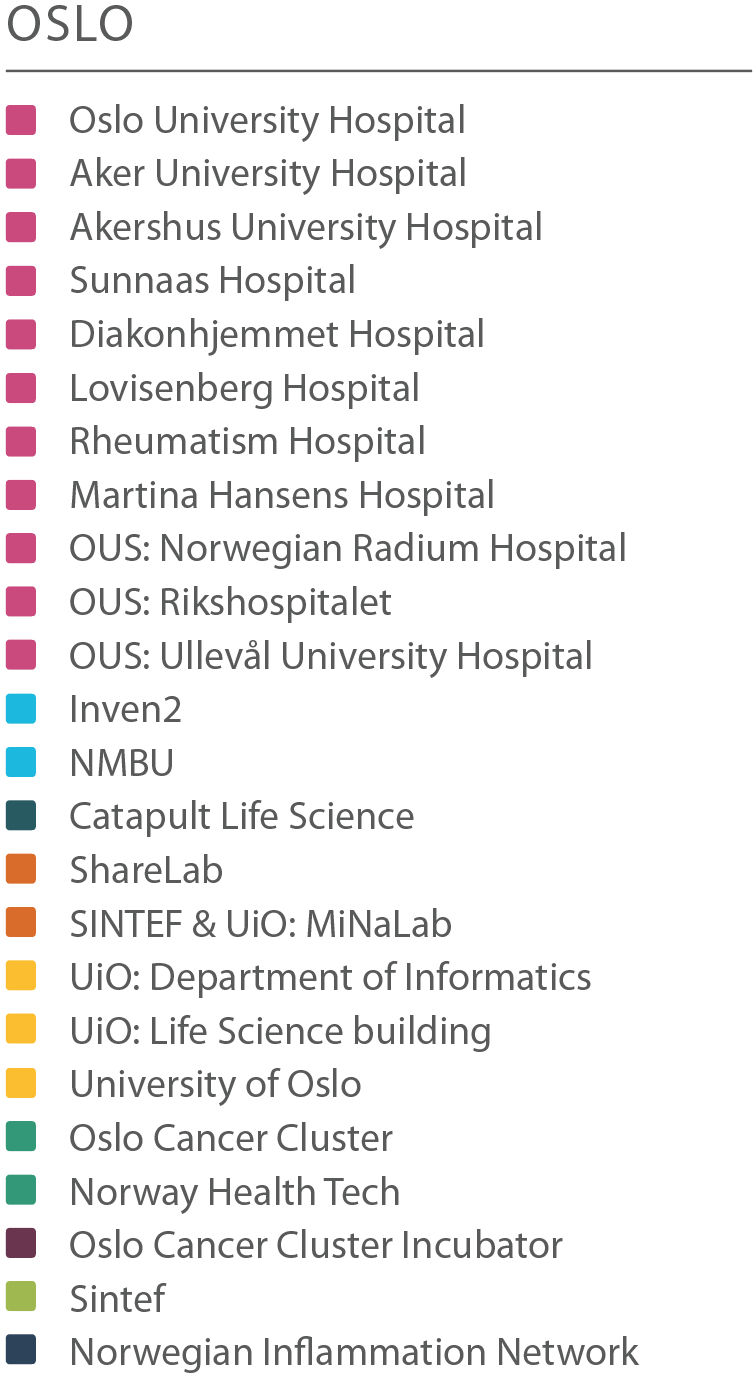 OSLO
Oslo University Hospital
Aker University Hospital
Akershus University Hospital
Sunnaas Hospital
Diakonhjemmet Hospital
Lovisenberg Hospital
Rheumatism Hospital
Martina Hansens Hospital
OUS: Norwegian Radium Hospital
OUS: Rikshospitalet
OUS: Ullevål University Hospital
Inven2
NMBU
Catapult Life Science
ShareLab
SINTEF & UiO: MiNaLab
UiO: Department of Informatics
UiO: Life Science building
University of Oslo
Oslo Cancer Cluster
Norway Health Tech
Oslo Cancer Cluster Incubator
Sintef
Norwegian Inflammation Network